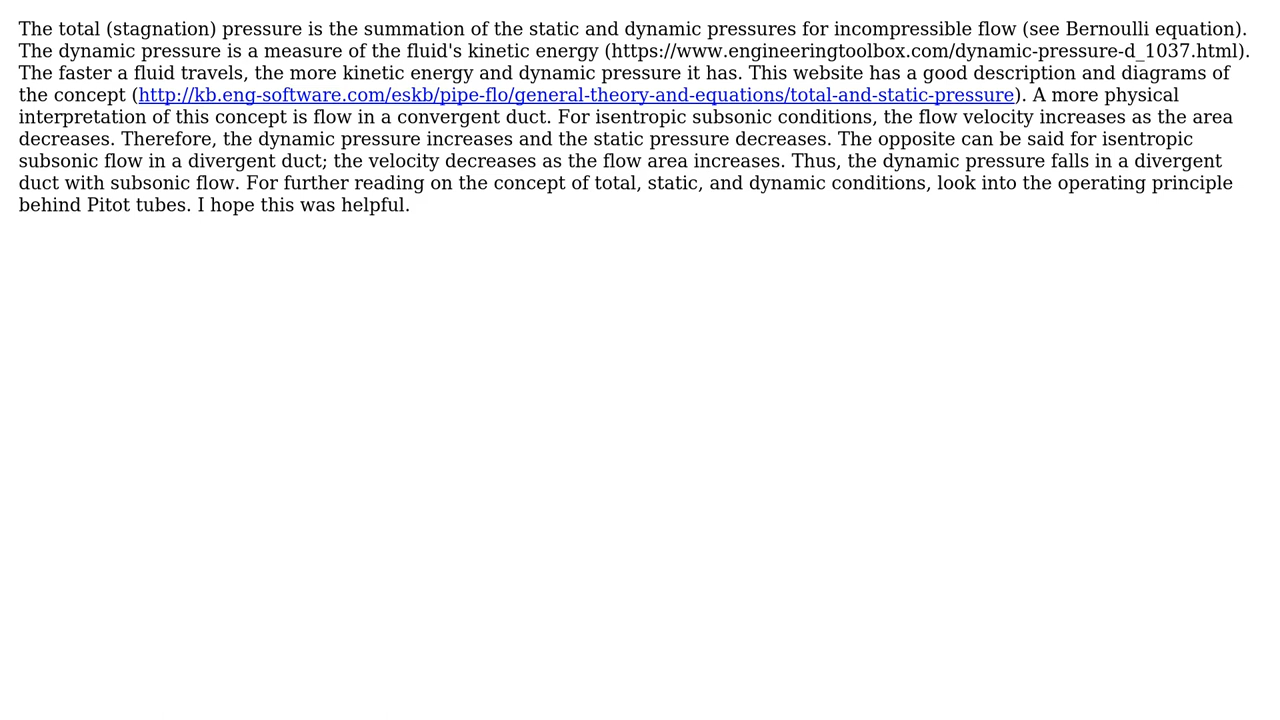 The total (stagnation) pressure is the summation of the static and dynamic pressures for incompressible flow (see Bernoulli equation).
The dynamic pressure is a measure of the fluid's kinetic energy (https://www.engineeringtoolbox.com/dynamic-pressure-d_1037.html).
The faster a fluid travels, the more kinetic energy and dynamic pressure it has. This website has a good description and diagrams of
the concept (http://kb.eng-software.com/eskb/pipe-flo/general-theory-and-equations/total-and-static-pressure). A more physical
interpretation of this concept is flow in a convergent duct. For isentropic subsonic conditions, the flow velocity increases as the area
decreases. Therefore, the dynamic pressure increases and the static pressure decreases. The opposite can be said for isentropic
subsonic flow in a divergent duct; the velocity decreases as the flow area increases. Thus, the dynamic pressure falls in a divergent
duct with subsonic flow. For further reading on the concept of total, static, and dynamic conditions, look into the operating principle
behind Pitot tubes. I hope this was helpful.